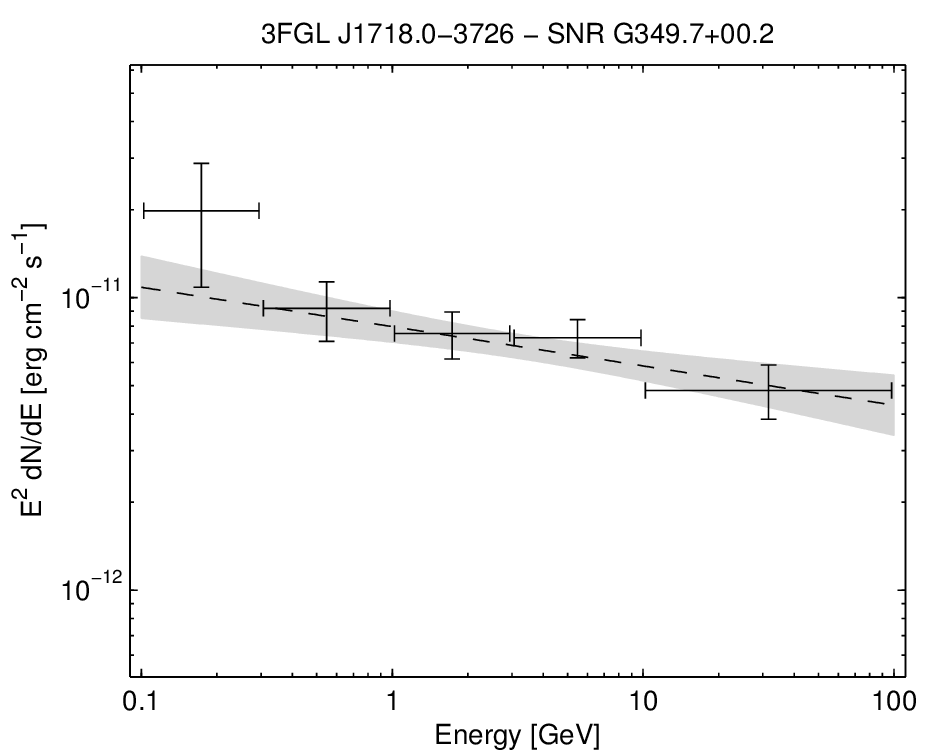 3FGL J1718.0−3726 − SNR G349.7+00.2
E² dN/dE [erg cm⁻² s⁻¹]
10⁻¹¹
10⁻¹²
0.1 1 10 100
Energy [GeV]